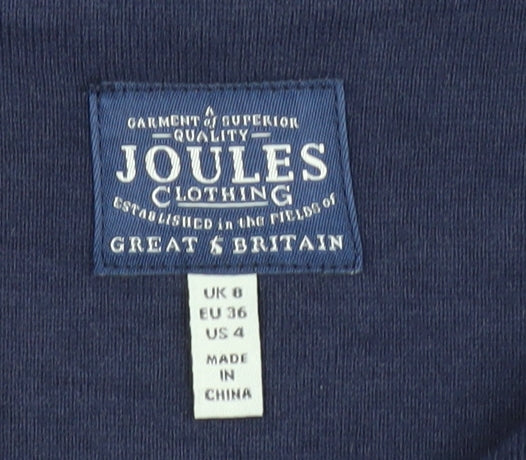 A
GARMENT of SUPERIOR
QUALITY
JOULES
CLOTHING
ESTABLISHED in the FIELDS of
GREAT BRITAIN
UK 8
EU 36
US 4
MADE
IN
CHINA